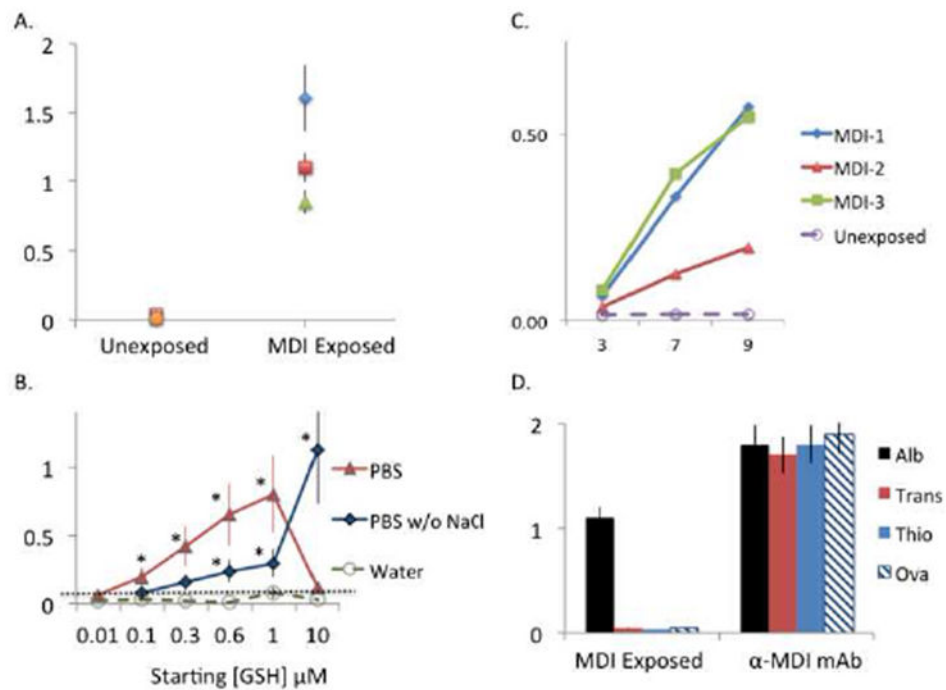 A.
2
1.5
1
0.5
0
Unexposed
MDI Exposed
B.
1
0.5
0
0.01 0.1 0.3 0.6 1 10
Starting [GSH] µM
* * * * * * *
PBS
PBS w/o NaCl
Water
C.
0.50
0.00
3 7 9
MDI-1
MDI-2
MDI-3
Unexposed
D.
2
1
0
MDI Exposed
α-MDI mAb
Alb
Trans
Thio
Ova